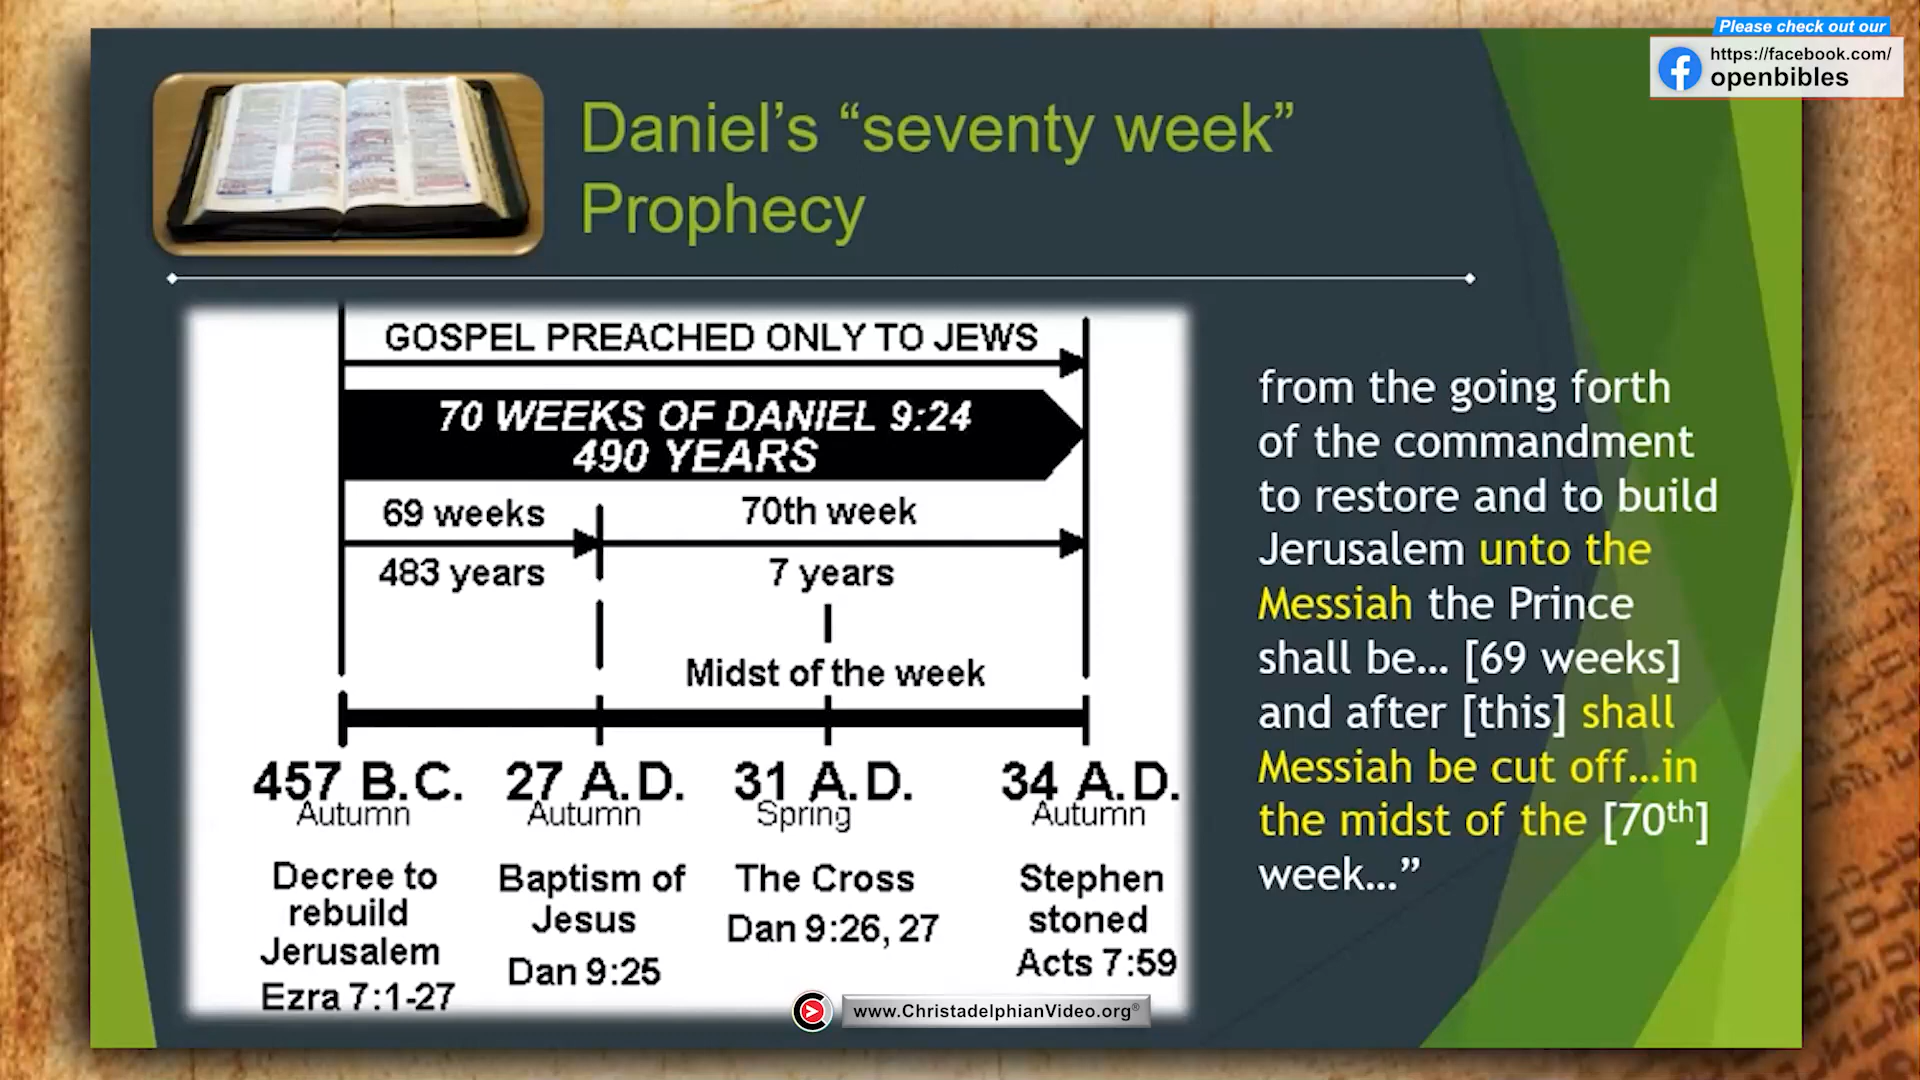 Please check out our
https://facebook.com/
openbibles
Daniel’s “seventy week”
Prophecy
GOSPEL PREACHED ONLY TO JEWS
70 WEEKS OF DANIEL 9:24
490 YEARS
69 weeks
70th week
483 years
7 years
Midst of the week
457 B.C.
Autumn
Decree to
rebuild
Jerusalem
Ezra 7:1-27
27 A.D.
Autumn
Baptism of
Jesus
Dan 9:25
31 A.D.
Spring
The Cross
Dan 9:26, 27
34 A.D.
Autumn
Stephen
stoned
Acts 7:59
from the going forth
of the commandment
to restore and to build
Jerusalem unto the
Messiah the Prince
shall be… [69 weeks]
and after [this] shall
Messiah be cut off…in
the midst of the [70th]
week…”
www.ChristadelphianVideo.org®